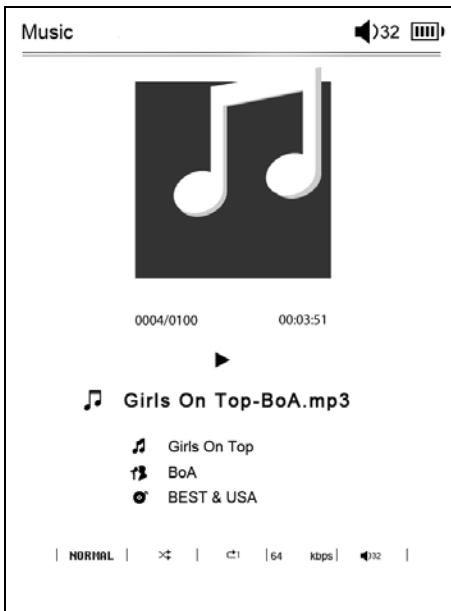 Music 32
0004/0100 00:03:51
Girls On Top-BoA.mp3
Girls On Top
BoA
BEST & USA
| NORMAL | | 1 | 64 kbps | 32 |